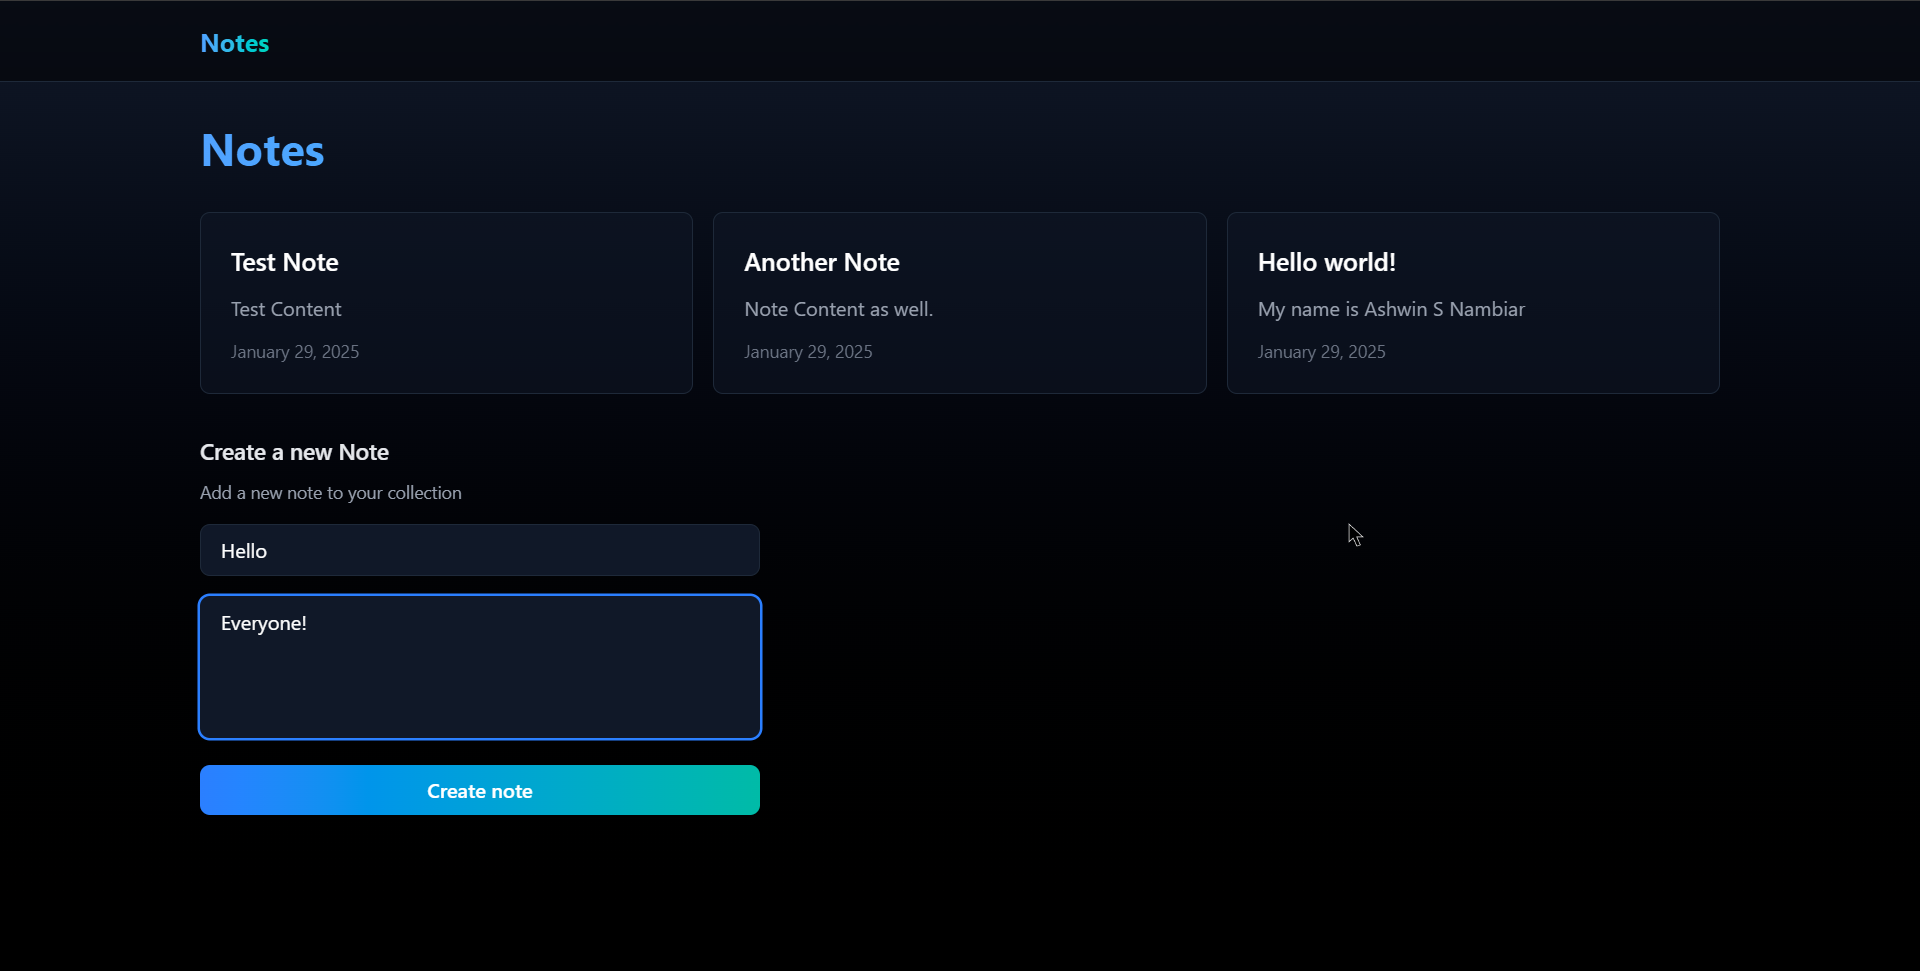 Notes
Notes
Test Note
Test Content
January 29, 2025
Another Note
Note Content as well.
January 29, 2025
Hello world!
My name is Ashwin S Nambiar
January 29, 2025
Create a new Note
Add a new note to your collection
Hello
Everyone!
Create note